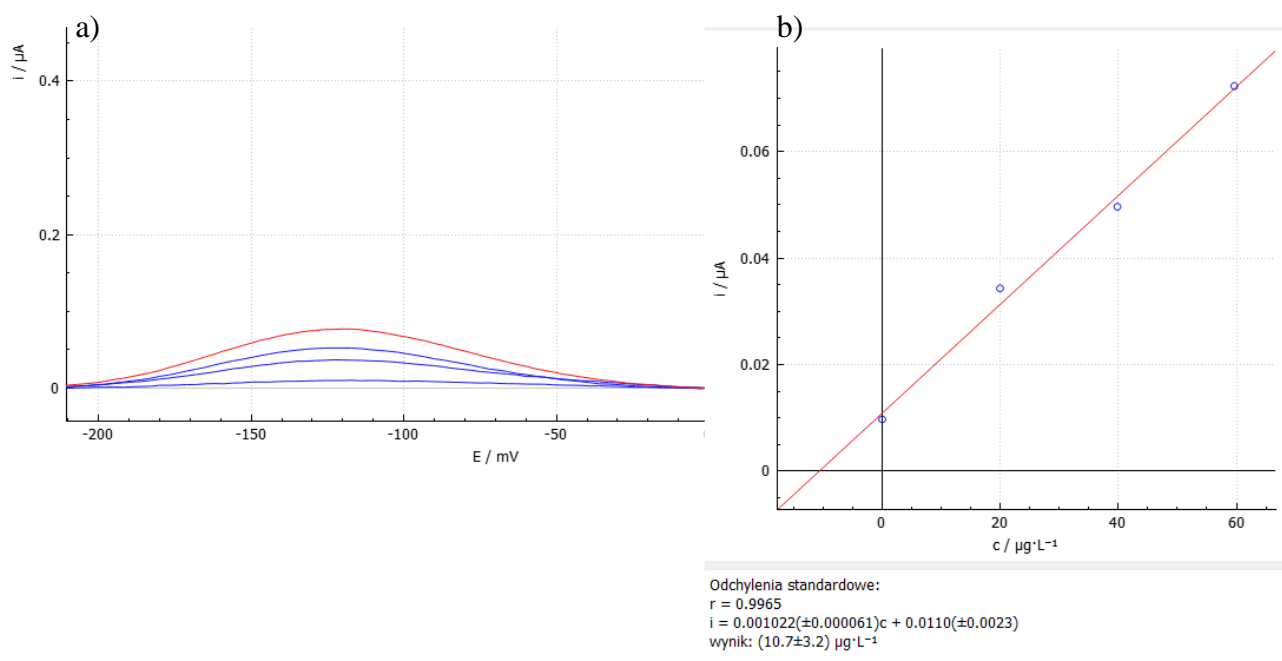 a)
i / µA
0.4
0.2
0
-200
-150
-100
-50
E / mV
b)
i / µA
0.06
0.04
0.02
0
0
20
40
60
c / µg·L⁻¹
Odchylenia standardowe:
r = 0.9965
i = 0.001022(±0.000061)c + 0.0110(±0.0023)
wynik: (10.7±3.2) µg·L⁻¹